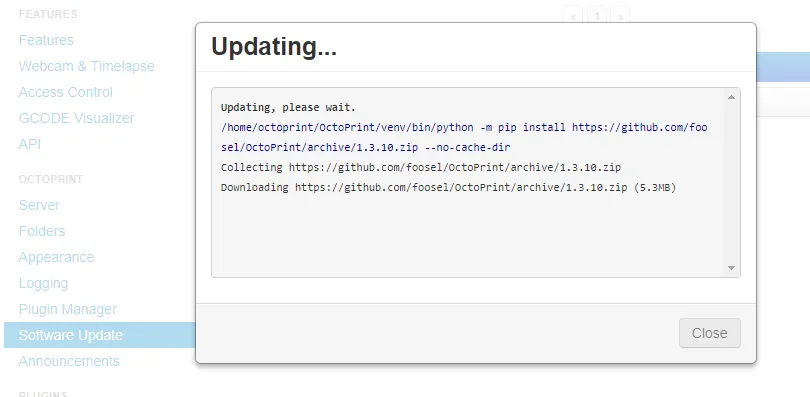 FEATURES
Features
Webcam & Timelapse
Access Control
GCODE Visualizer
API
OCTOPRINT
Server
Folders
Appearance
Logging
Plugin Manager
Software Update
Announcements
PLUGINS
« 1 »
Updating...
Updating, please wait.
/home/octoprint/OctoPrint/venv/bin/python -m pip install https://github.com/foo
sel/OctoPrint/archive/1.3.10.zip --no-cache-dir
Collecting https://github.com/foosel/OctoPrint/archive/1.3.10.zip
Downloading https://github.com/foosel/OctoPrint/archive/1.3.10.zip (5.3MB)
Close